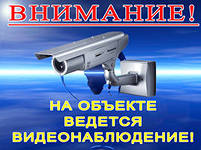 ВНИМАНИЕ!
НА ОБЪЕКТЕ
ВЕДЕТСЯ
ВИДЕОНАБЛЮДЕНИЕ!